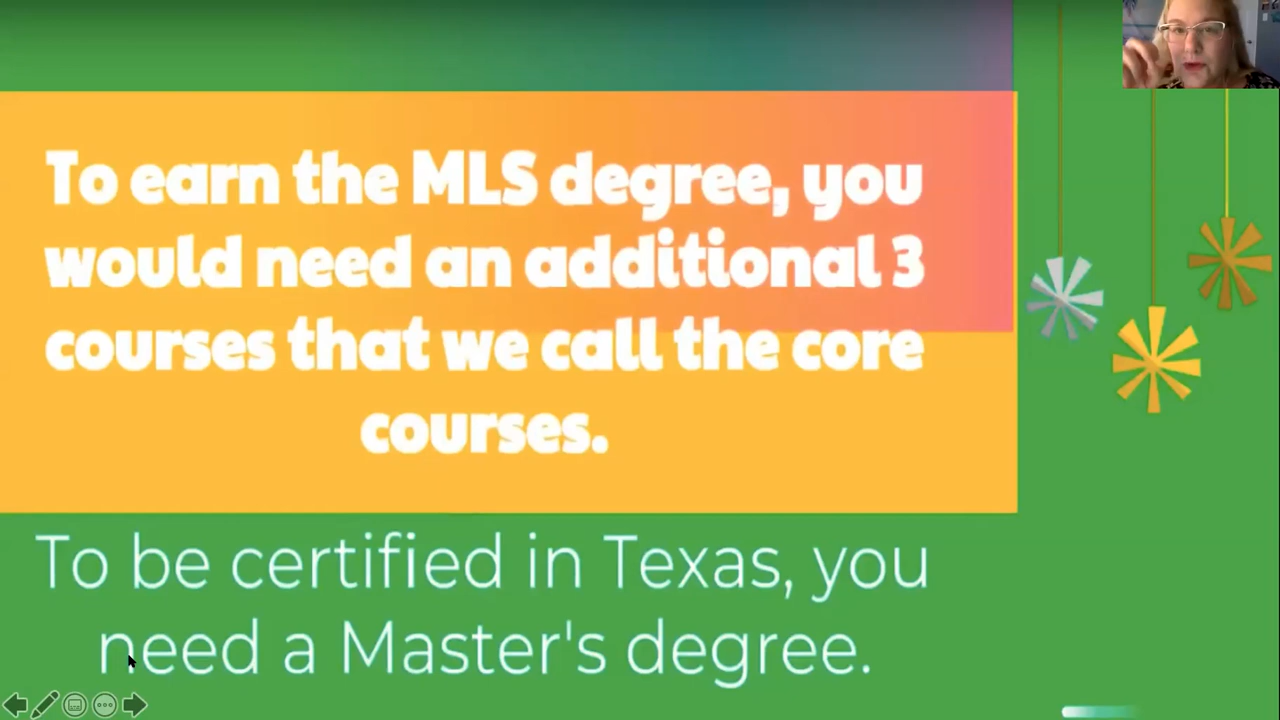 To earn the MLS degree, you
would need an additional 3
courses that we call the core
courses.
To be certified in Texas, you
need a Master's degree.